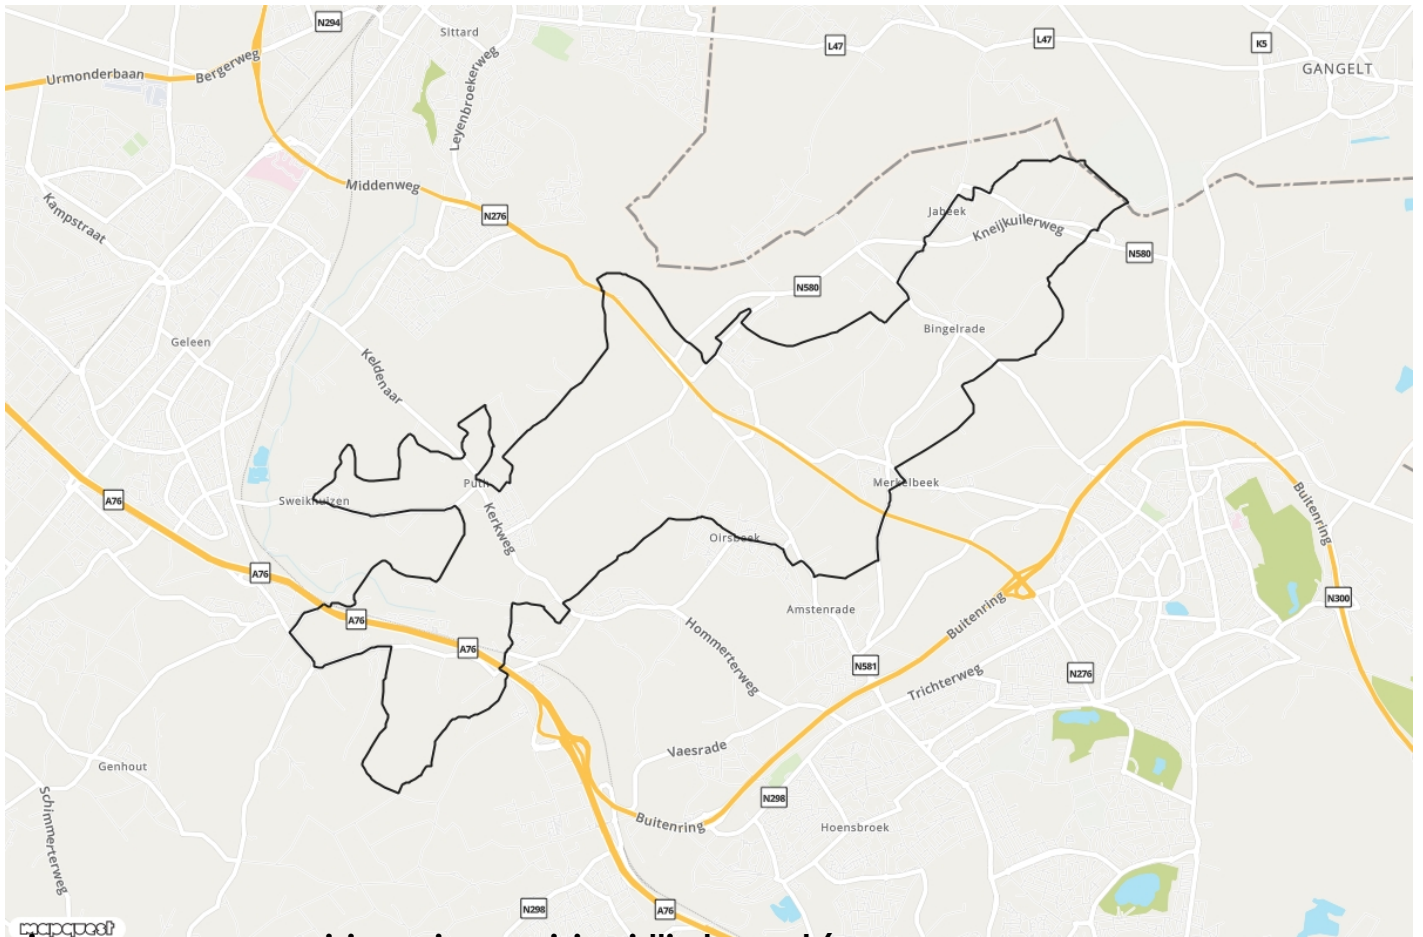 N294
Sittard
L47
L47
K5
GANGELT
Urmonderbaan
Bergerweg
Leyenbroekerweg
Middenweg
Kampstraat
N276
Jabeek
Kneijkuilerweg
N580
N580
Bingelrade
Geleen
Keldenaar
Merkelbeek
Puth
Sweikhuizen
A76
Buitenring
Kerkweg
Oirsbeek
A76
N300
Amstenrade
Buitenring
A76
Hommerterweg
A76
N581
N276
Trichterweg
Vaesrade
Genhout
N298
Schimmerterweg
Buitenring
Hoensbroek
N298
A76
mapquest